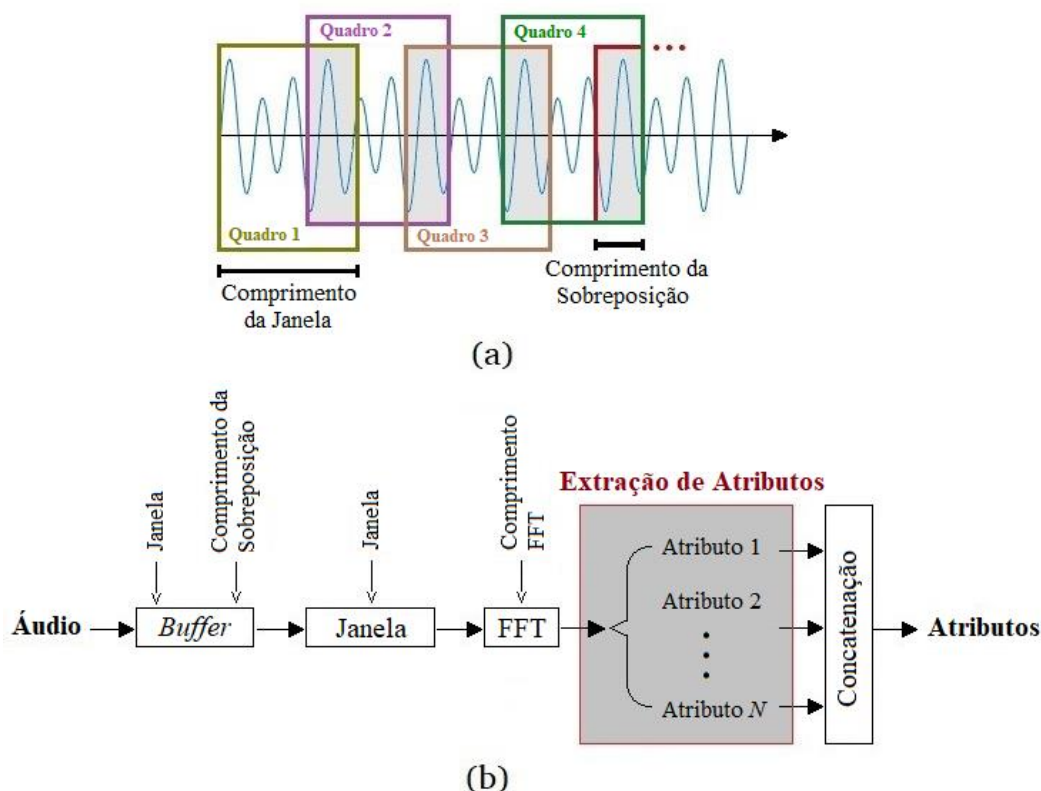 Quadro 2
Quadro 4
Quadro 1
Quadro 3
Comprimento
da Janela
Comprimento da
Sobreposição
(a)
Janela
Comprimento da
Sobreposição
Janela
Comprimento
FFT
Extração de Atributos
Áudio
Buffer
Janela
FFT
Atributo 1
Atributo 2
Atributo N
Concatenação
Atributos
(b)